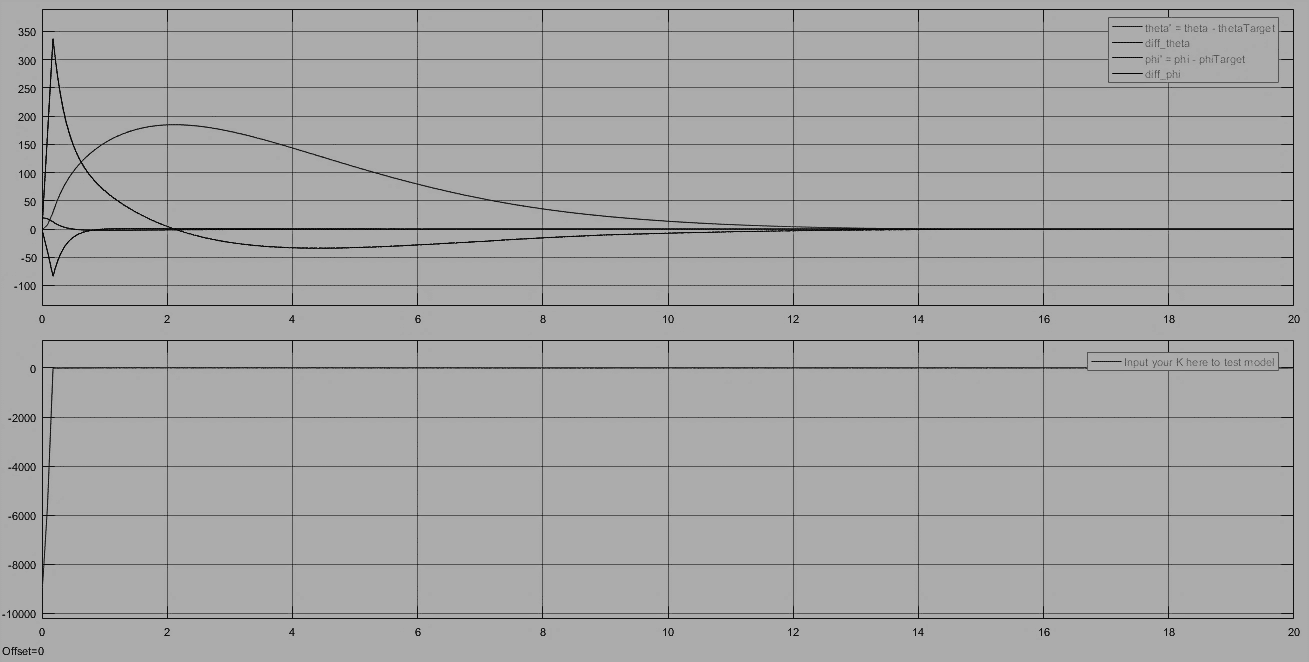 350
300
250
200
150
100
50
0
-50
-100
theta' = theta - thetaTarget
diff_theta
phi' = phi - phiTarget
diff_phi
0 2 4 6 8 10 12 14 16 18 20
0
-2000
-4000
-6000
-8000
-10000
Input your K here to test model
0 2 4 6 8 10 12 14 16 18 20
Offset=0